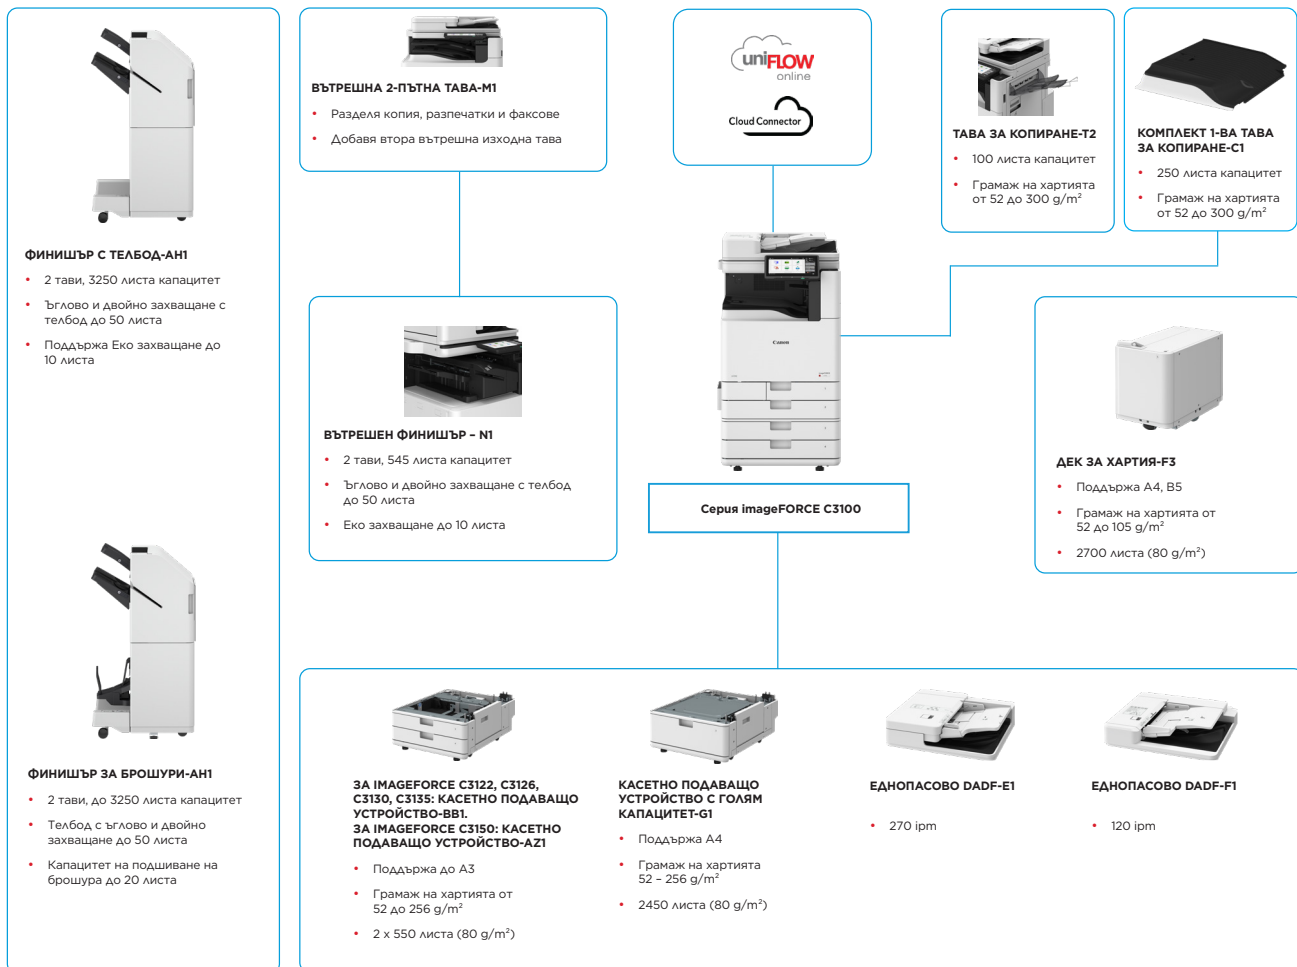 ФИНИШЪР С ТЕЛБОД-AH1
• 2 тави, 3250 листа капацитет
• Ъглово и двойно захващане с
телбод до 50 листа
• Поддържа Еко захващане до
10 листа
ФИНИШЪР ЗА БРОШУРИ-AH1
• 2 тави, до 3250 листа капацитет
• Телбод с ъглово и двойно
захващане до 50 листа
• Капацитет на подшиване на
брошура до 20 листа
ВЪТРЕШНА 2-ПЪТНА ТАВА-M1
• Разделя копия, разпечатки и факсове
• Добавя втора вътрешна изходна тава
ВЪТРЕШЕН ФИНИШЪР – N1
• 2 тави, 545 листа капацитет
• Ъглово и двойно захващане с телбод
до 50 листа
• Еко захващане до 10 листа
uniFLOW
online
Cloud Connector
Canon
Серия imageFORCE C3100
ТАВА ЗА КОПИРАНЕ-T2
• 100 листа капацитет
• Грамаж на хартията
от 52 до 300 g/m²
КОМПЛЕКТ 1-ВА ТАВА
ЗА КОПИРАНЕ-C1
• 250 листа капацитет
• Грамаж на хартията
от 52 до 300 g/m²
ДЕК ЗА ХАРТИЯ-F3
• Поддържа A4, B5
• Грамаж на хартията от
52 до 105 g/m²
• 2700 листа (80 g/m²)
ЗА IMAGEFORCE C3122, C3126,
C3130, C3135: КАСЕТНО ПОДАВАЩО
УСТРОЙСТВО-BB1.
ЗА IMAGEFORCE C3150: КАСЕТНО
ПОДАВАЩО УСТРОЙСТВО-AZ1
• Поддържа до A3
• Грамаж на хартията от
52 до 256 g/m²
• 2 x 550 листа (80 g/m²)
КАСЕТНО ПОДАВАЩО
УСТРОЙСТВО С ГОЛЯМ
КАПАЦИТЕТ-G1
• Поддържа A4
• Грамаж на хартията
52 – 256 g/m²
• 2450 листа (80 g/m²)
ЕДНОПАСОВО DADF-E1
• 270 ipm
ЕДНОПАСОВО DADF-F1
• 120 ipm